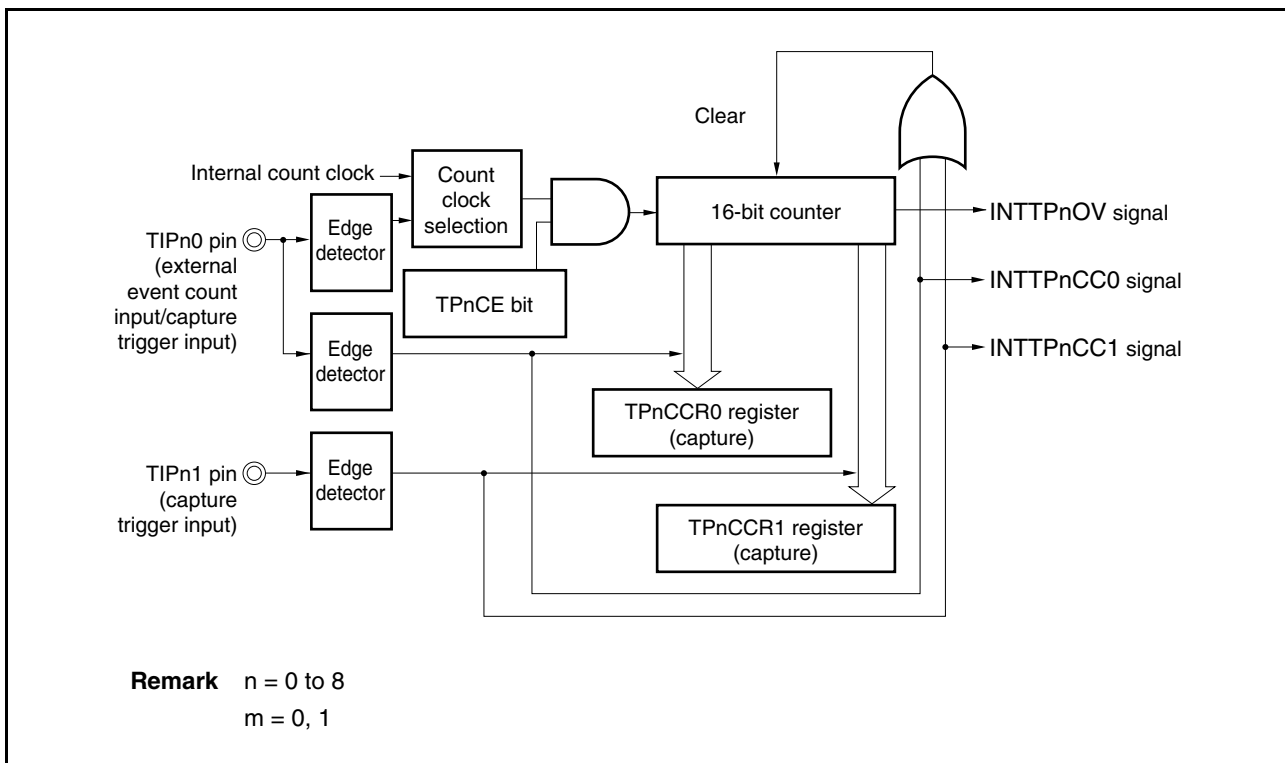 Clear
Internal count clock
Count
clock
selection
16-bit counter
INTTPnOV signal
Edge
detector
TIPn0 pin
(external
event count
input/capture
trigger input)
TPnCE bit
INTTPnCC0 signal
Edge
detector
INTTPnCC1 signal
TPnCCR0 register
(capture)
TIPn1 pin
(capture
trigger input)
Edge
detector
TPnCCR1 register
(capture)
Remark n = 0 to 8
m = 0, 1